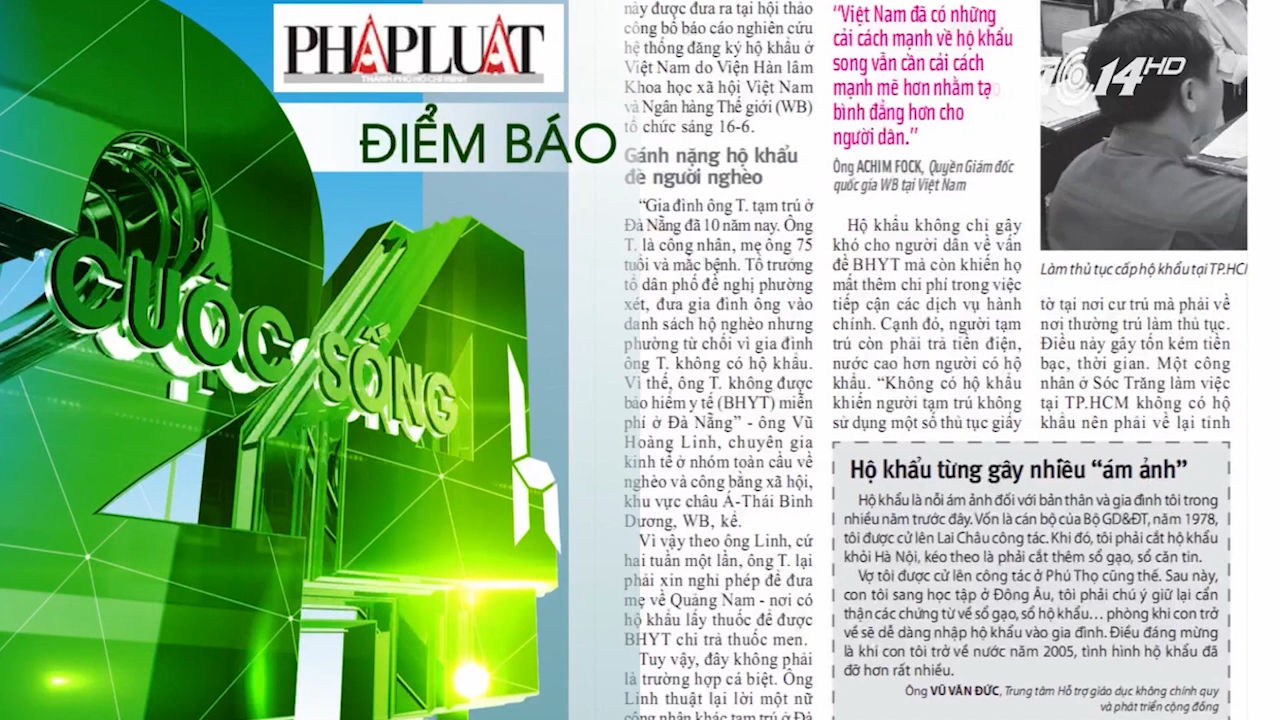 PHÁPLUẬT
THÀNH PHỐ HỒ CHÍ MINH
ĐIỂM BÁO
24h
CUỘC SỐNG
này được đưa ra tại hội thảo
công bố báo cáo nghiên cứu
hệ thống đăng ký hộ khẩu ở
Việt Nam do Viện Hàn lâm
Khoa học xã hội Việt Nam
và Ngân hàng Thế giới (WB)
tổ chức sáng 16-6.
Gánh nặng hộ khẩu
đè người nghèo
“Gia đình ông T. tạm trú ở
Đà Nẵng đã 10 năm nay. Ông
T. là công nhân, mẹ ông 75
tuổi và mắc bệnh. Tổ trưởng
tổ dân phố đề nghị phường
xét, đưa gia đình ông vào
danh sách hộ nghèo nhưng
phường từ chối vì gia đình
ông T. không có hộ khẩu.
Vì thế, ông T. không được
bảo hiểm y tế (BHYT) miễn
phí ở Đà Nẵng” - ông Vũ
Hoàng Linh, chuyên gia
kinh tế ở nhóm toàn cầu về
nghèo và công bằng xã hội,
khu vực châu Á-Thái Bình
Dương, WB, kể.
Vì vậy theo ông Linh, cứ
hai tuần một lần, ông T. lại
phải xin nghỉ phép để đưa
mẹ về Quảng Nam - nơi có
hộ khẩu lấy thuốc để được
BHYT chi trả thuốc men.
Tuy vậy, đây không phải
là trường hợp cá biệt. Ông
Linh thuật lại lời một nữ
công nhân khác tạm trú ở Đà
“Việt Nam đã có những
cải cách mạnh về hộ khẩu
song vẫn cần cải cách
mạnh mẽ hơn nhằm tạo
bình đẳng hơn cho
người dân.”
Ông ACHIM FOCK, Quyền Giám đốc
quốc gia WB tại Việt Nam
Hộ khẩu không chỉ gây
khó cho người dân về vấn
đề BHYT mà còn khiến họ
mất thêm chi phí trong việc
tiếp cận các dịch vụ hành
chính. Cạnh đó, người tạm
trú còn phải trả tiền điện,
nước cao hơn người có hộ
khẩu. “Không có hộ khẩu
khiến người tạm trú không
sử dụng một số thủ tục giấy
14 HD
Làm thủ tục cấp hộ khẩu tại TP.HCM
tờ tại nơi cư trú mà phải về
nơi thường trú làm thủ tục.
Điều này gây tốn kém tiền
bạc, thời gian. Một công
nhân ở Sóc Trăng làm việc
tại TP.HCM không có hộ
khẩu nên phải về lại tỉnh
Hộ khẩu từng gây nhiều “ám ảnh”
Hộ khẩu là nỗi ám ảnh đối với bản thân và gia đình tôi trong
nhiều năm trước đây. Vốn là cán bộ của Bộ GD&ĐT, năm 1978,
tôi được cử lên Lai Châu công tác. Khi đó, tôi phải cắt hộ khẩu
khỏi Hà Nội, kéo theo là phải cắt thêm sổ gạo, sổ căn tin.
Vợ tôi được cử lên công tác ở Phú Thọ cũng thế. Sau này,
con tôi sang học tập ở Đông Âu, tôi phải chú ý giữ lại cẩn
thận các chứng từ về sổ gạo, sổ hộ khẩu… phòng khi con trở
về sẽ dễ dàng nhập hộ khẩu vào gia đình. Điều đáng mừng
là khi con tôi trở về nước năm 2005, tình hình hộ khẩu đã
đỡ hơn rất nhiều.
Ông VŨ VĂN ĐỨC, Trung tâm Hỗ trợ giáo dục không chính quy
và phát triển cộng đồng